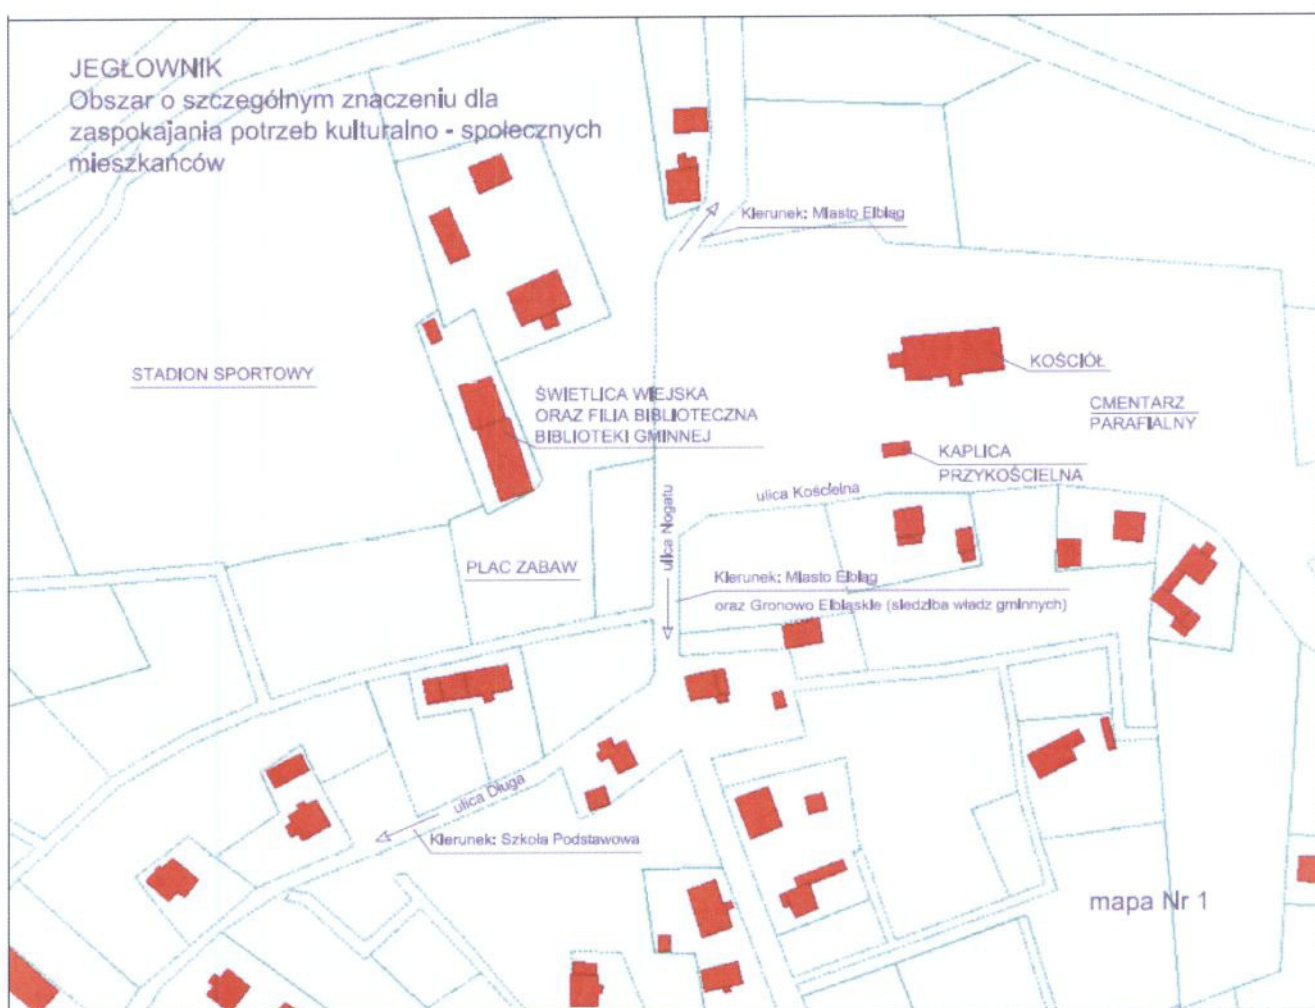 JEGŁOWNIK
Obszar o szczególnym znaczeniu dla
zaspokajania potrzeb kulturalno - społecznych
mieszkańców
Kierunek: Miasto Elbląg
STADION SPORTOWY
ŚWIETLICA WIEJSKA
ORAZ FILIA BIBLIOTECZNA
BIBLIOTEKI GMINNEJ
KOŚCIÓŁ
CMENTARZ
PARAFIALNY
KAPLICA
PRZYKOŚCIELNA
ulica Kościelna
ulica Nogatu
PLAC ZABAW
Kierunek: Miasto Elbląg
oraz Gronowo Elbląskie (siedziba władz gminnych)
ulica Długa
Kierunek: Szkoła Podstawowa
mapa Nr 1